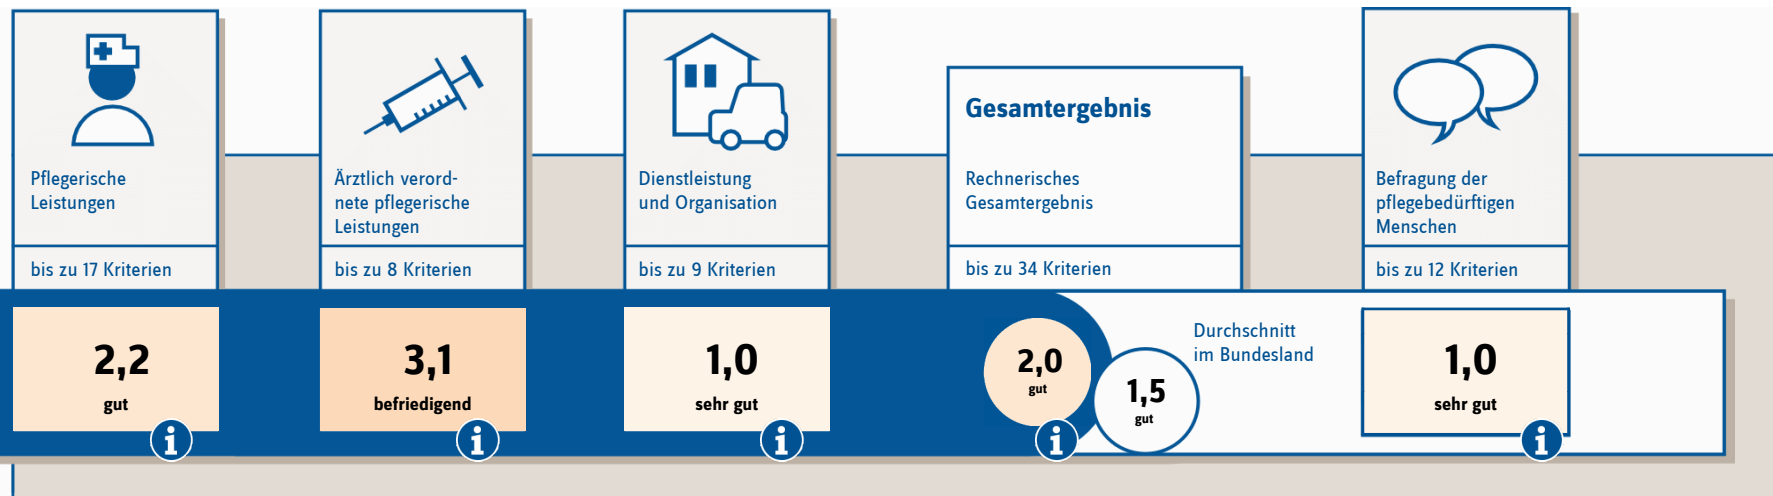 Pflegerische
Leistungen
bis zu 17 Kriterien
2,2
gut
Ärztlich verord-
nete pflegerische
Leistungen
bis zu 8 Kriterien
3,1
befriedigend
Dienstleistung
und Organisation
bis zu 9 Kriterien
1,0
sehr gut
Gesamtergebnis
Rechnerisches
Gesamtergebnis
bis zu 34 Kriterien
2,0
gut
1,5
gut
Durchschnitt
im Bundesland
Befragung der
pflegebedürftigen
Menschen
bis zu 12 Kriterien
1,0
sehr gut